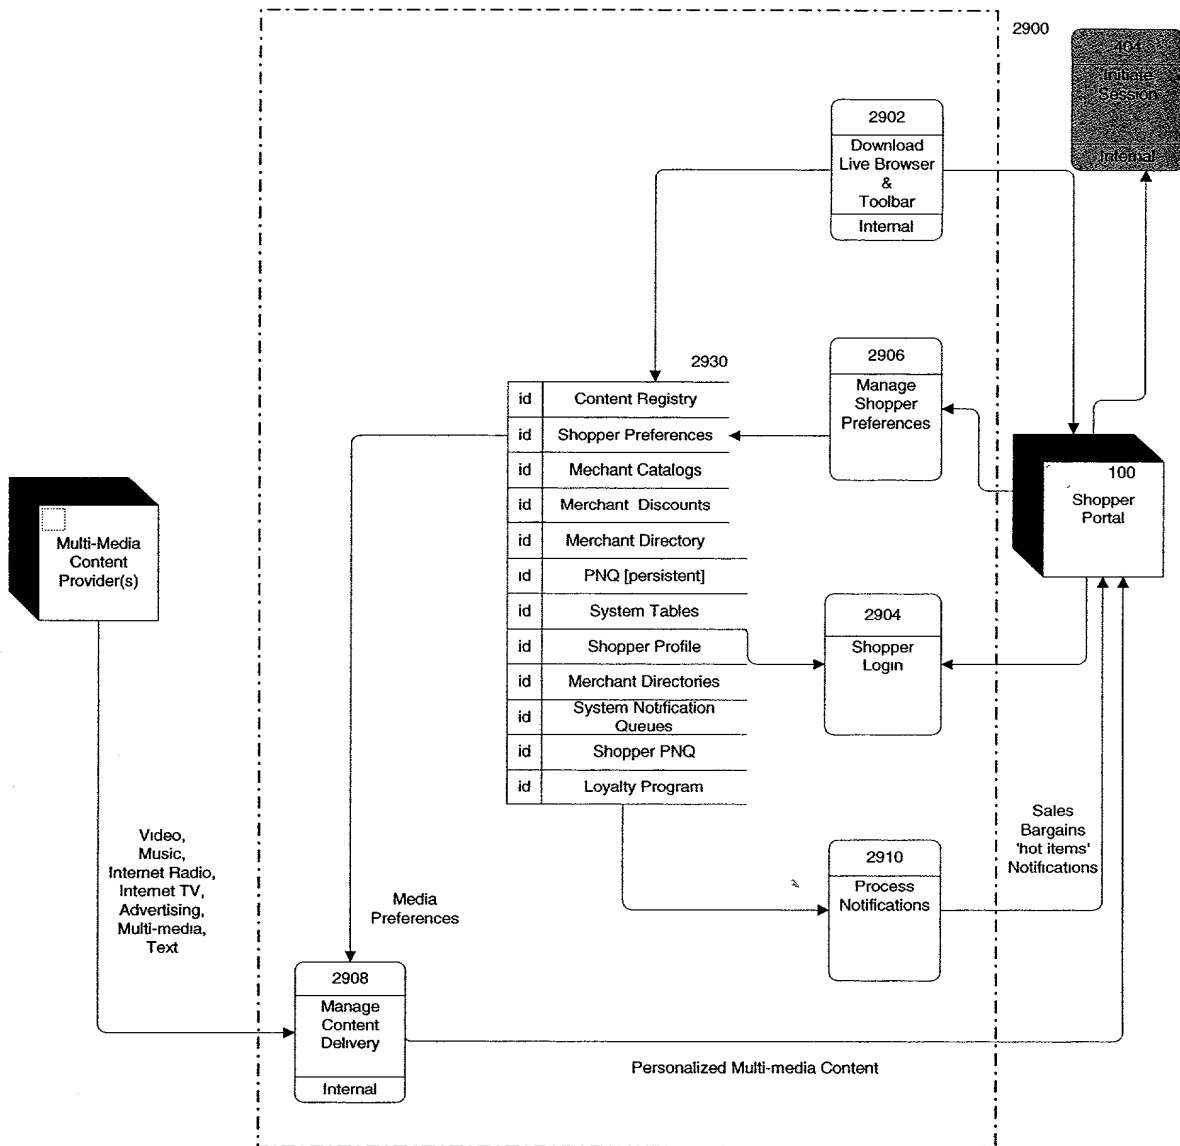 2900
404
Initiate
Session
Internal
2902
Download
Live Browser
&
Toolbar
Internal
2930
id Content Registry
id Shopper Preferences
id Mechant Catalogs
id Merchant Discounts
id Merchant Directory
id PNQ [persistent]
id System Tables
id Shopper Profile
id Merchant Directories
id System Notification
Queues
id Shopper PNQ
id Loyalty Program
2906
Manage
Shopper
Preferences
100
Shopper
Portal
Multi-Media
Content
Provider(s)
2904
Shopper
Login
Video,
Music,
Internet Radio,
Internet TV,
Advertising,
Multi-media,
Text
Media
Preferences
2910
Process
Notifications
Sales
Bargains
'hot items'
Notifications
2908
Manage
Content
Delivery
Internal
Personalized Multi-media Content